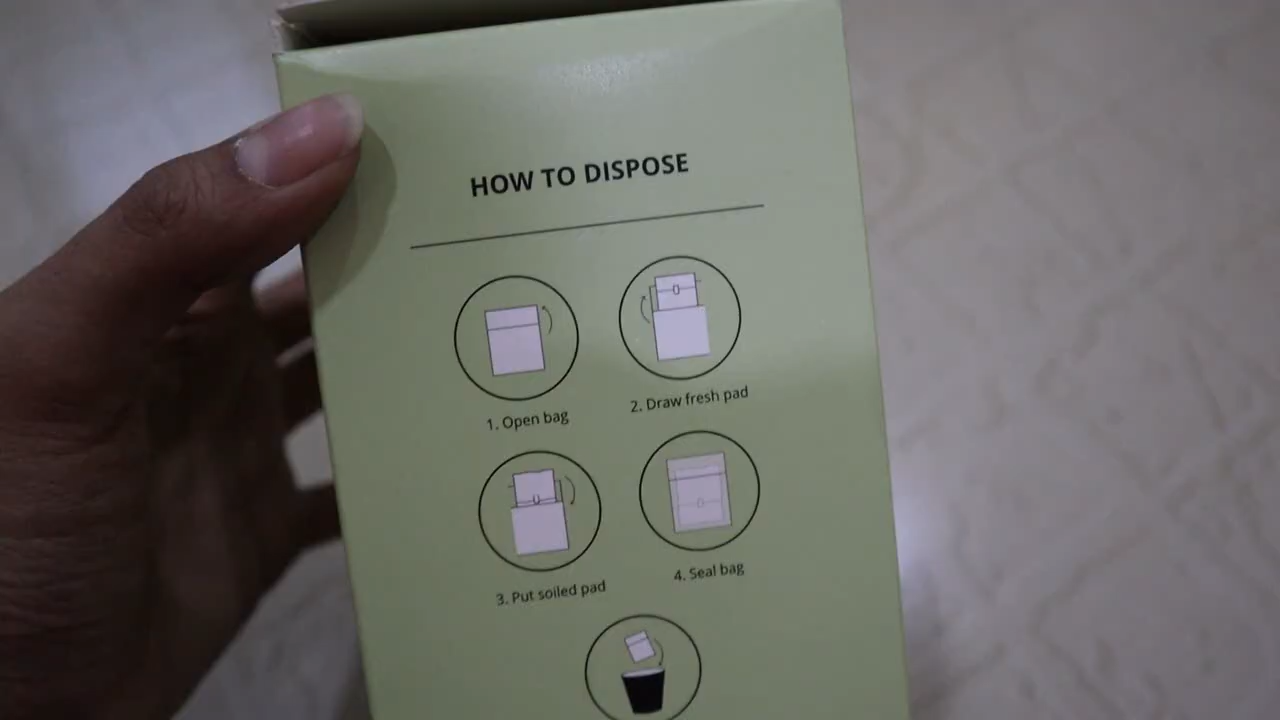 HOW TO DISPOSE
1. Open bag
2. Draw fresh pad
3. Put soiled pad
4. Seal bag